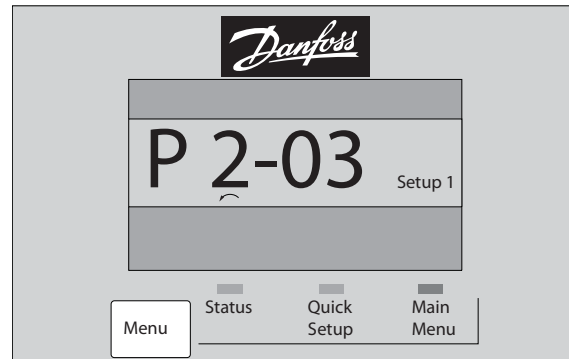 Danfoss
P 2-03
Setup 1
Status
Quick
Setup
Main
Menu
Menu